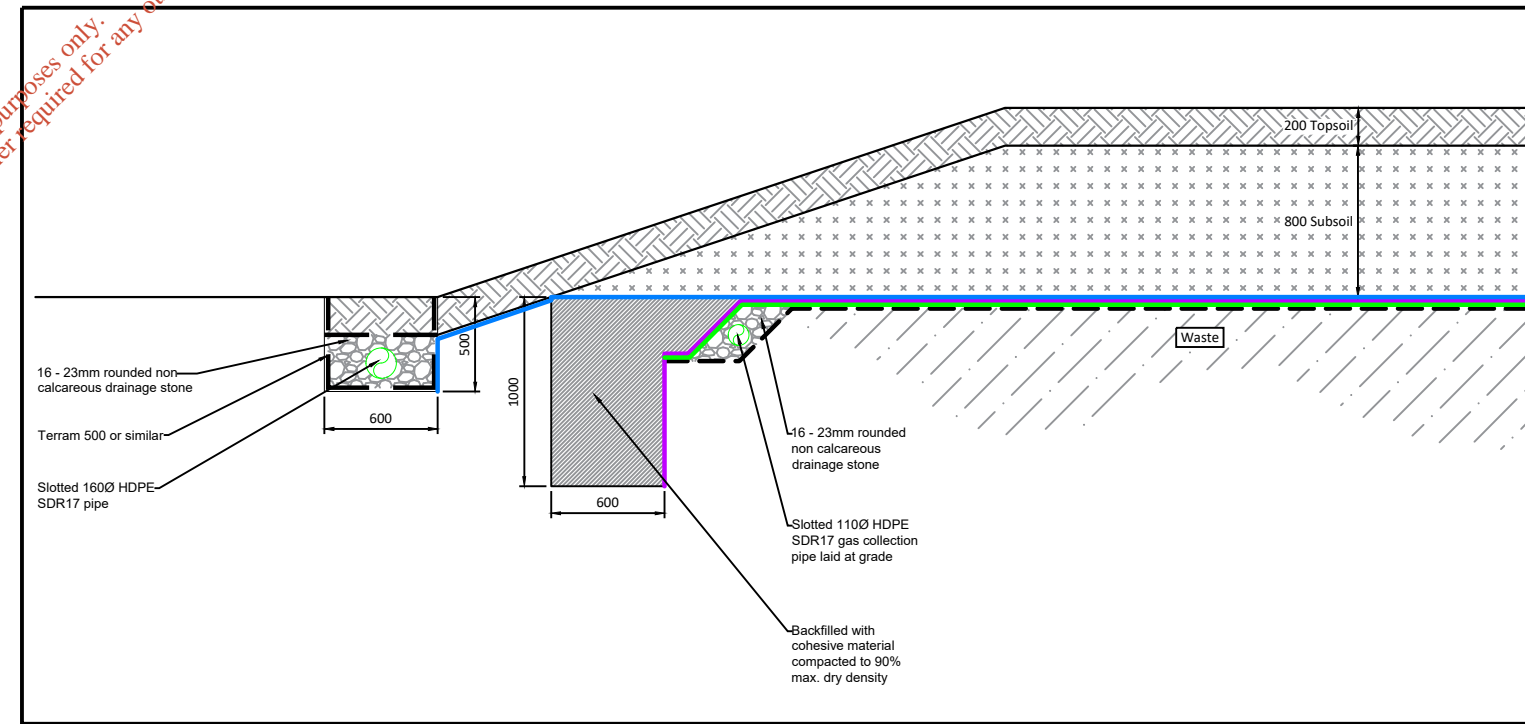 purposes only.
required for any
200 Topsoil
800 Subsoil
16 - 23mm rounded non
calcareous drainage stone
500
1000
Waste
Terram 500 or similar
600
16 - 23mm rounded
non calcareous
drainage stone
Slotted 160Ø HDPE
SDR17 pipe
600
Slotted 110Ø HDPE
SDR17 gas collection
pipe laid at grade
Backfilled with
cohesive material
compacted to 90%
max. dry density